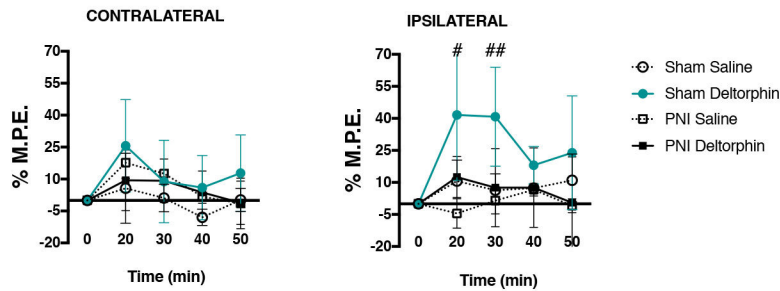 CONTRALATERAL
% M.P.E.
70
55
40
25
10
-5
-20
0 20 30 40 50
Time (min)
IPSILATERAL
% M.P.E.
70
55
40
25
10
-5
-20
# ##
0 20 30 40 50
Time (min)
Sham Saline
Sham Deltorphin
PNI Saline
PNI Deltorphin